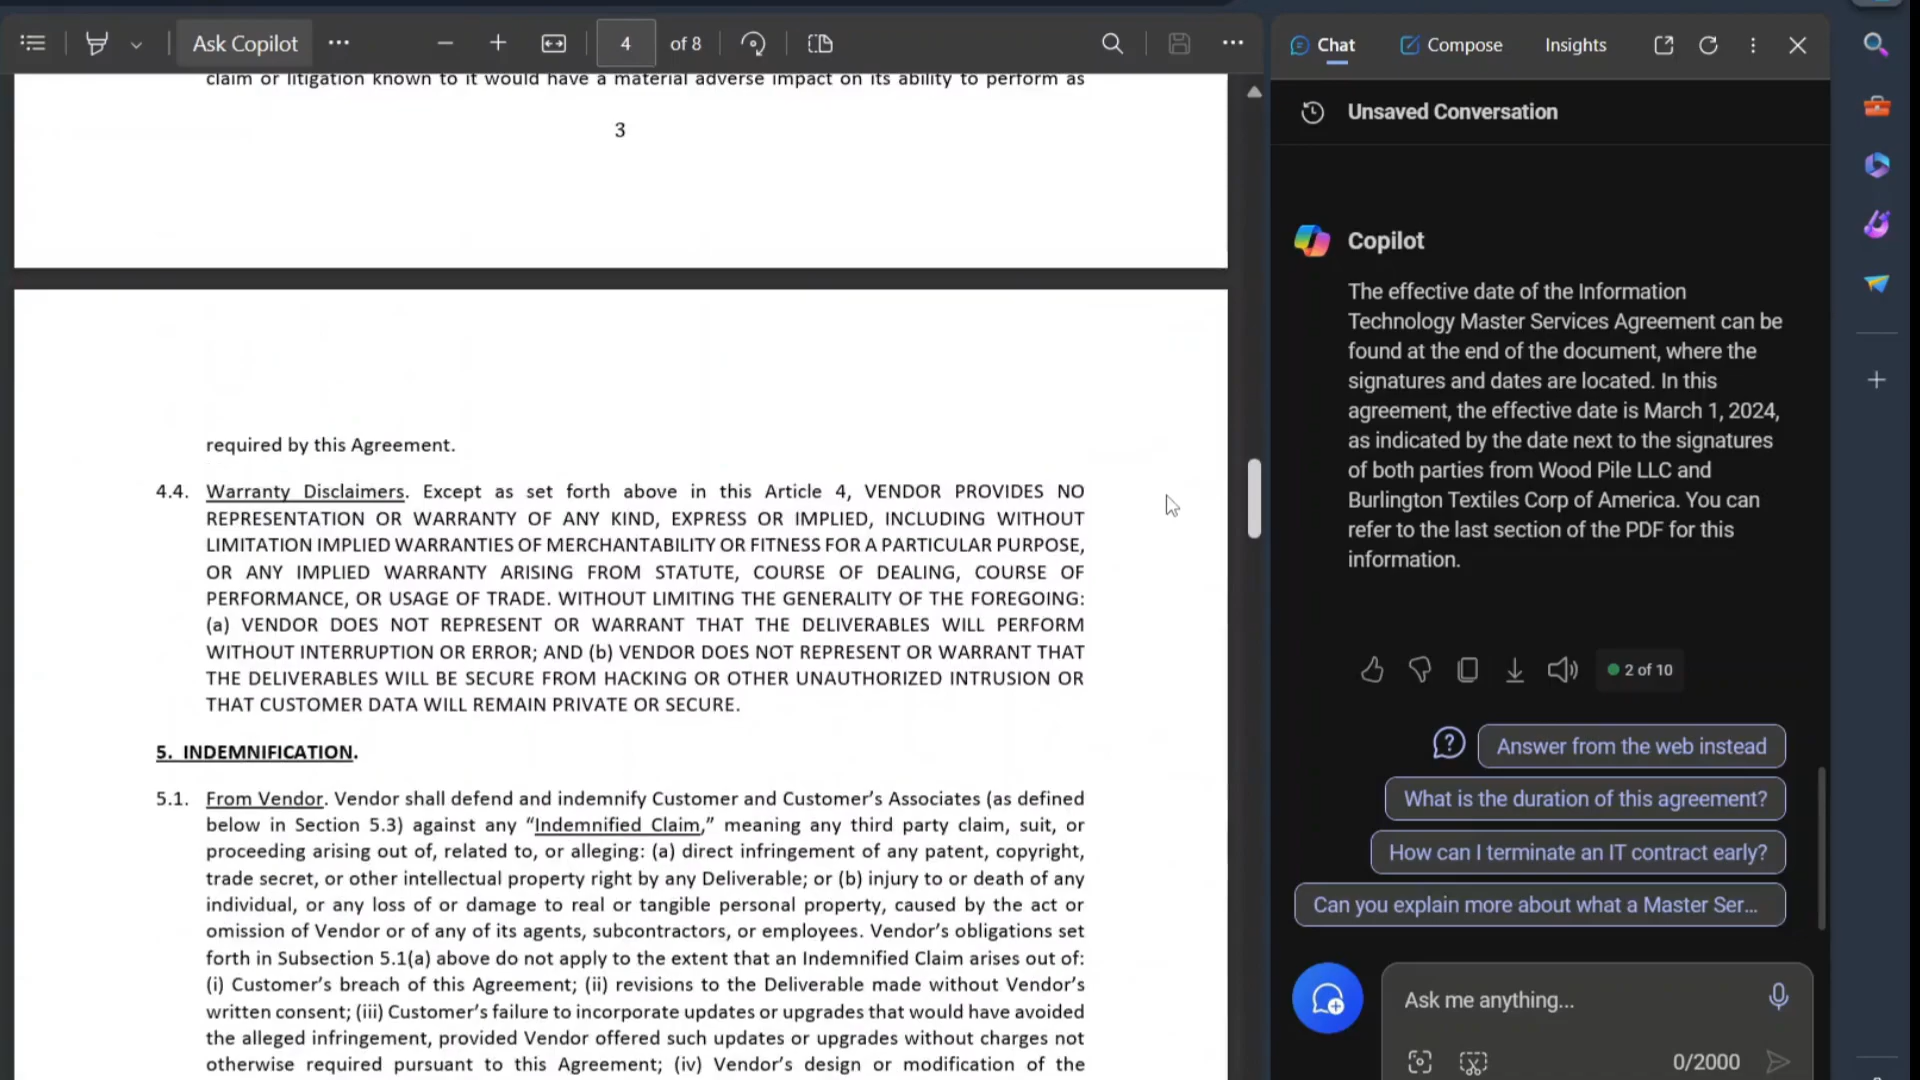 Ask Copilot
4 of 8
claim or litigation known to it would have a material adverse impact on its ability to perform as
3
required by this Agreement.
4.4. Warranty Disclaimers. Except as set forth above in this Article 4, VENDOR PROVIDES NO
REPRESENTATION OR WARRANTY OF ANY KIND, EXPRESS OR IMPLIED, INCLUDING WITHOUT
LIMITATION IMPLIED WARRANTIES OF MERCHANTABILITY OR FITNESS FOR A PARTICULAR PURPOSE,
OR ANY IMPLIED WARRANTY ARISING FROM STATUTE, COURSE OF DEALING, COURSE OF
PERFORMANCE, OR USAGE OF TRADE. WITHOUT LIMITING THE GENERALITY OF THE FOREGOING:
(a) VENDOR DOES NOT REPRESENT OR WARRANT THAT THE DELIVERABLES WILL PERFORM
WITHOUT INTERRUPTION OR ERROR; AND (b) VENDOR DOES NOT REPRESENT OR WARRANT THAT
THE DELIVERABLES WILL BE SECURE FROM HACKING OR OTHER UNAUTHORIZED INTRUSION OR
THAT CUSTOMER DATA WILL REMAIN PRIVATE OR SECURE.
5. INDEMNIFICATION.
5.1. From Vendor. Vendor shall defend and indemnify Customer and Customer’s Associates (as defined
below in Section 5.3) against any “Indemnified Claim,” meaning any third party claim, suit, or
proceeding arising out of, related to, or alleging: (a) direct infringement of any patent, copyright,
trade secret, or other intellectual property right by any Deliverable; or (b) injury to or death of any
individual, or any loss of or damage to real or tangible personal property, caused by the act or
omission of Vendor or of any of its agents, subcontractors, or employees. Vendor’s obligations set
forth in Subsection 5.1(a) above do not apply to the extent that an Indemnified Claim arises out of:
(i) Customer’s breach of this Agreement; (ii) revisions to the Deliverable made without Vendor’s
written consent; (iii) Customer’s failure to incorporate updates or upgrades that would have avoided
the alleged infringement, provided Vendor offered such updates or upgrades without charges not
otherwise required pursuant to this Agreement; (iv) Vendor’s design or modification of the
Chat
Compose
Insights
Unsaved Conversation
Copilot
The effective date of the Information
Technology Master Services Agreement can be
found at the end of the document, where the
signatures and dates are located. In this
agreement, the effective date is March 1, 2024,
as indicated by the date next to the signatures
of both parties from Wood Pile LLC and
Burlington Textiles Corp of America. You can
refer to the last section of the PDF for this
information.
2 of 10
Answer from the web instead
What is the duration of this agreement?
How can I terminate an IT contract early?
Can you explain more about what a Master Ser...
Ask me anything...
0/2000